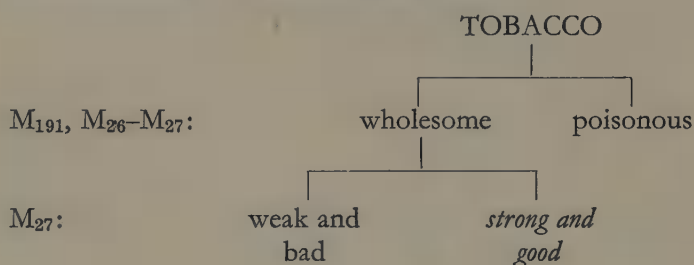 TOBACCO
M191, M26–M27: wholesome poisonous
M27: weak and strong and
bad good